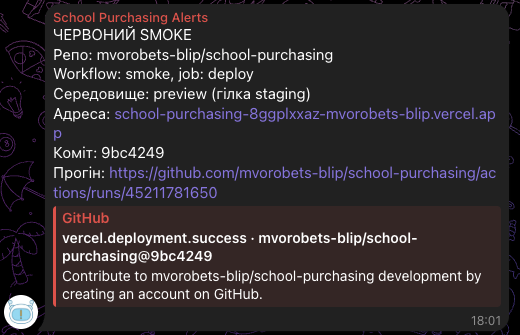 School Purchasing Alerts
ЧЕРВОНИЙ SMOKE
Репо: mvorobets-blip/school-purchasing
Workflow: smoke, job: deploy
Середовище: preview (гілка staging)
Адреса: school-purchasing-8ggplxxaz-mvorobets-blip.vercel.ap
p
Коміт: 9bc4249
Прогін: https://github.com/mvorobets-blip/school-purchasing/ac
tions/runs/45211781650
GitHub
vercel.deployment.success · mvorobets-blip/school-
purchasing@9bc4249
Contribute to mvorobets-blip/school-purchasing development by
creating an account on GitHub.
18:01